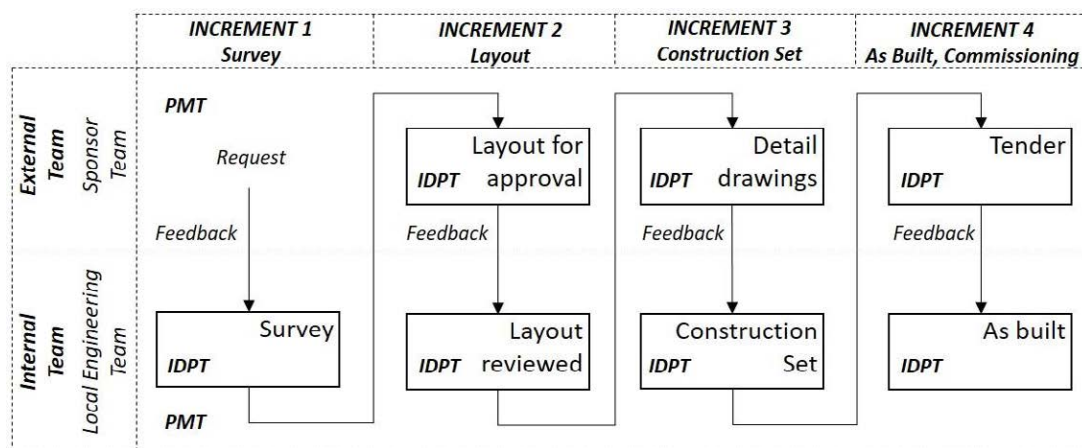 INCREMENT 1
Survey
INCREMENT 2
Layout
INCREMENT 3
Construction Set
INCREMENT 4
As Built, Commissioning
External
Team
Sponsor
Team
PMT
Request
Layout for
IDPT approval
Detail
IDPT drawings
Tender
IDPT
Feedback
Feedback
Feedback
Feedback
Internal
Team
Local Engineering
Team
Survey
IDPT
Layout
IDPT reviewed
Construction
IDPT Set
As built
IDPT
PMT